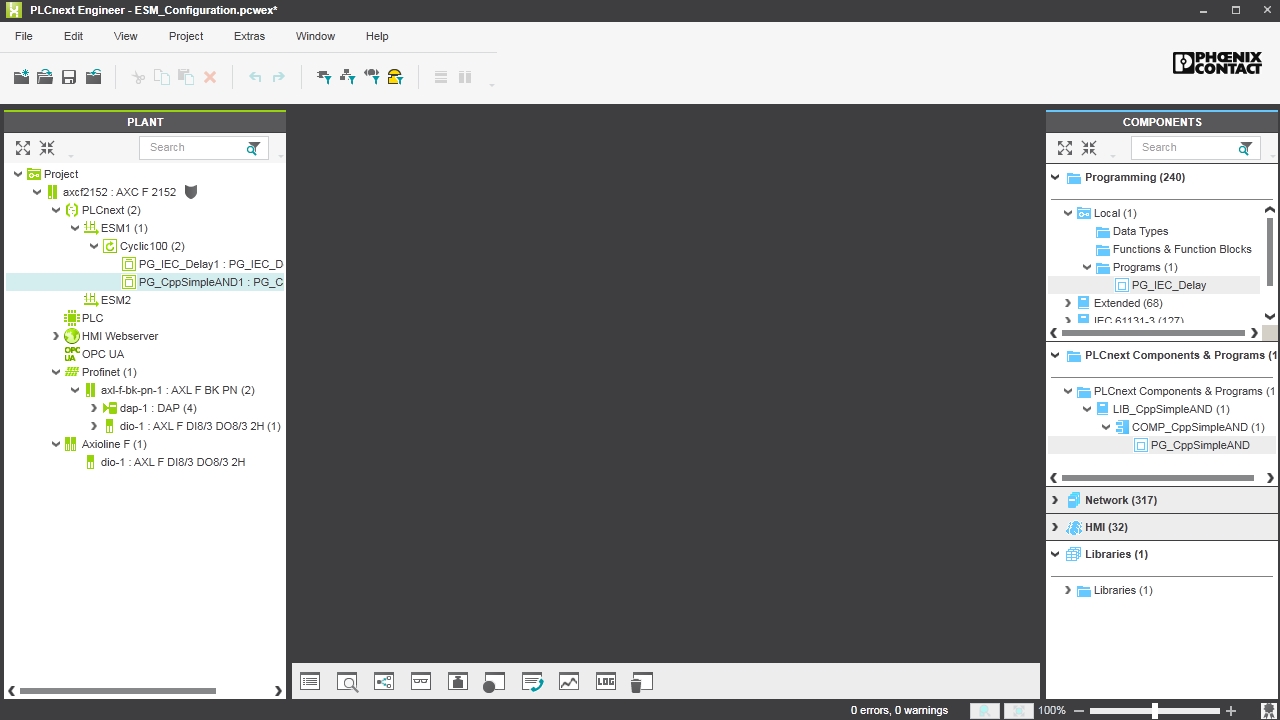 PLCnext Engineer - ESM_Configuration.pcwex*
File Edit View Project Extras Window Help
PHOENIX
CONTACT
PLANT
Search
Project
axcf2152 : AXC F 2152
PLCnext (2)
ESM1 (1)
Cyclic100 (2)
PG_IEC_Delay1 : PG_IEC_D
PG_CppSimpleAND1 : PG_C
ESM2
PLC
HMI Webserver
OPC UA OPC UA
Profinet (1)
axl-f-bk-pn-1 : AXL F BK PN (2)
dap-1 : DAP (4)
dio-1 : AXL F DI8/3 DO8/3 2H (1)
Axioline F (1)
dio-1 : AXL F DI8/3 DO8/3 2H
COMPONENTS
Search
Programming (240)
Local (1)
Data Types
Functions & Function Blocks
Programs (1)
PG_IEC_Delay
Extended (68)
IEC 61131-3 (127)
PLCnext Components & Programs (1
PLCnext Components & Programs (1
LIB_CppSimpleAND (1)
COMP_CppSimpleAND (1)
PG_CppSimpleAND
Network (317)
HMI (32)
Libraries (1)
Libraries (1)
LOG
0 errors, 0 warnings
100%